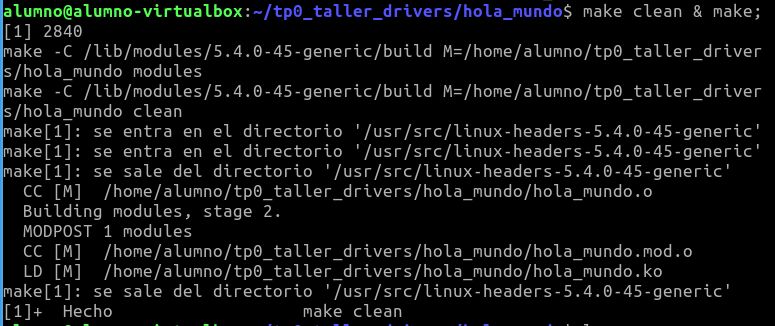 alumno@alumno-virtualbox:~/tp0_taller_drivers/hola_mundo$ make clean & make;
[1] 2840
make -C /lib/modules/5.4.0-45-generic/build M=/home/alumno/tp0_taller_driver
s/hola_mundo modules
make -C /lib/modules/5.4.0-45-generic/build M=/home/alumno/tp0_taller_driver
s/hola_mundo clean
make[1]: se entra en el directorio '/usr/src/linux-headers-5.4.0-45-generic'
make[1]: se entra en el directorio '/usr/src/linux-headers-5.4.0-45-generic'
make[1]: se sale del directorio '/usr/src/linux-headers-5.4.0-45-generic'
  CC [M]  /home/alumno/tp0_taller_drivers/hola_mundo/hola_mundo.o
  Building modules, stage 2.
  MODPOST 1 modules
  CC [M]  /home/alumno/tp0_taller_drivers/hola_mundo/hola_mundo.mod.o
  LD [M]  /home/alumno/tp0_taller_drivers/hola_mundo/hola_mundo.ko
make[1]: se sale del directorio '/usr/src/linux-headers-5.4.0-45-generic'
[1]+  Hecho                   make clean